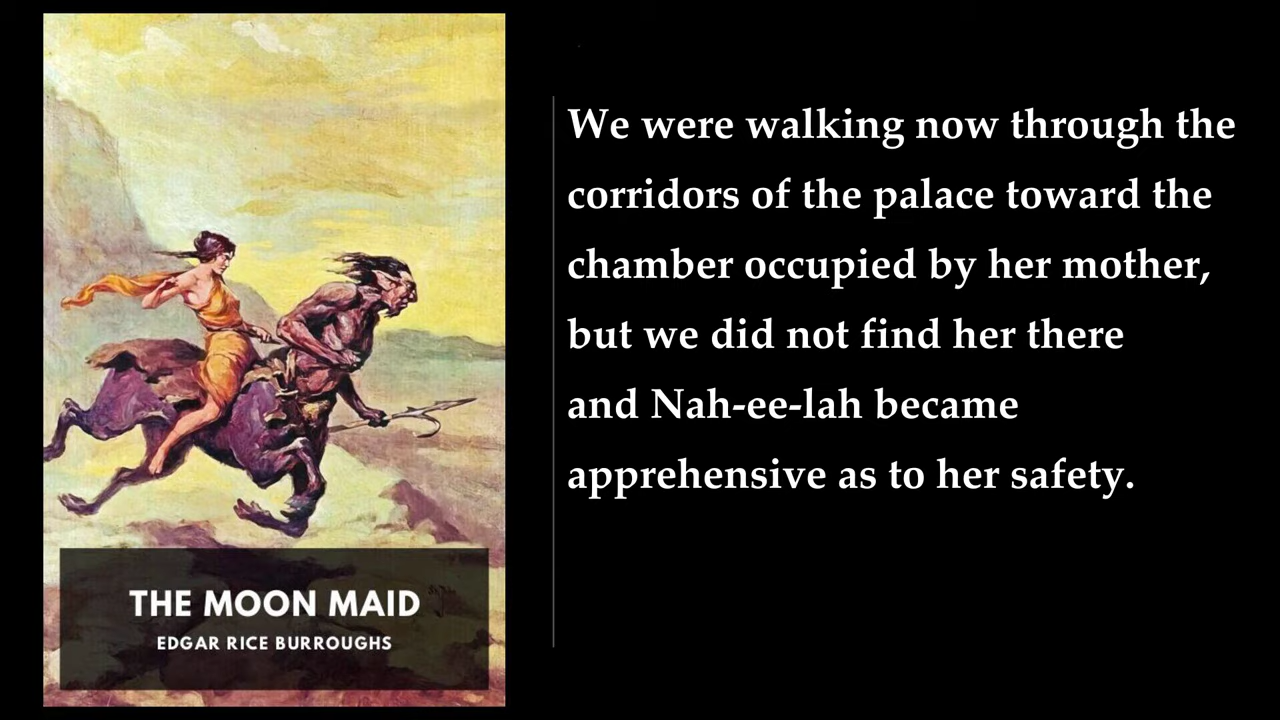 THE MOON MAID
EDGAR RICE BURROUGHS
We were walking now through the
corridors of the palace toward the
chamber occupied by her mother,
but we did not find her there
and Nah-ee-lah became
apprehensive as to her safety.